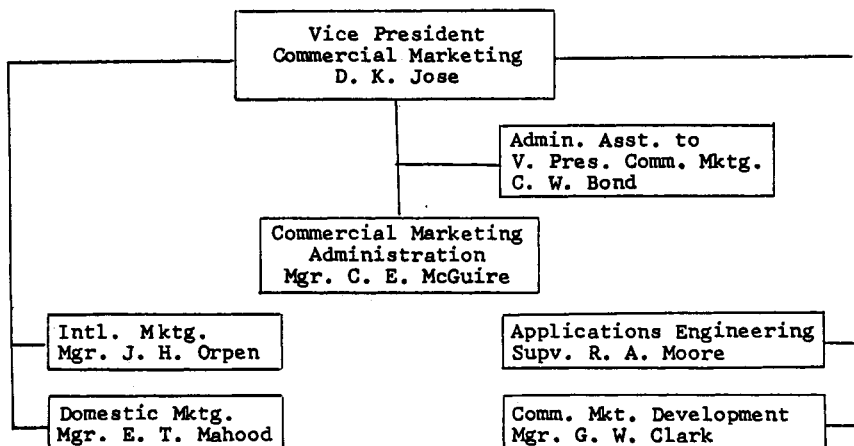 Vice President
Commercial Marketing
D. K. Jose
Admin. Asst. to
V. Pres. Comm. Mktg.
C. W. Bond
Commercial Marketing
Administration
Mgr. C. E. McGuire
Intl. Mktg.
Mgr. J. H. Orpen
Applications Engineering
Supv. R. A. Moore
Domestic Mktg.
Mgr. E. T. Mahood
Comm. Mkt. Development
Mgr. G. W. Clark